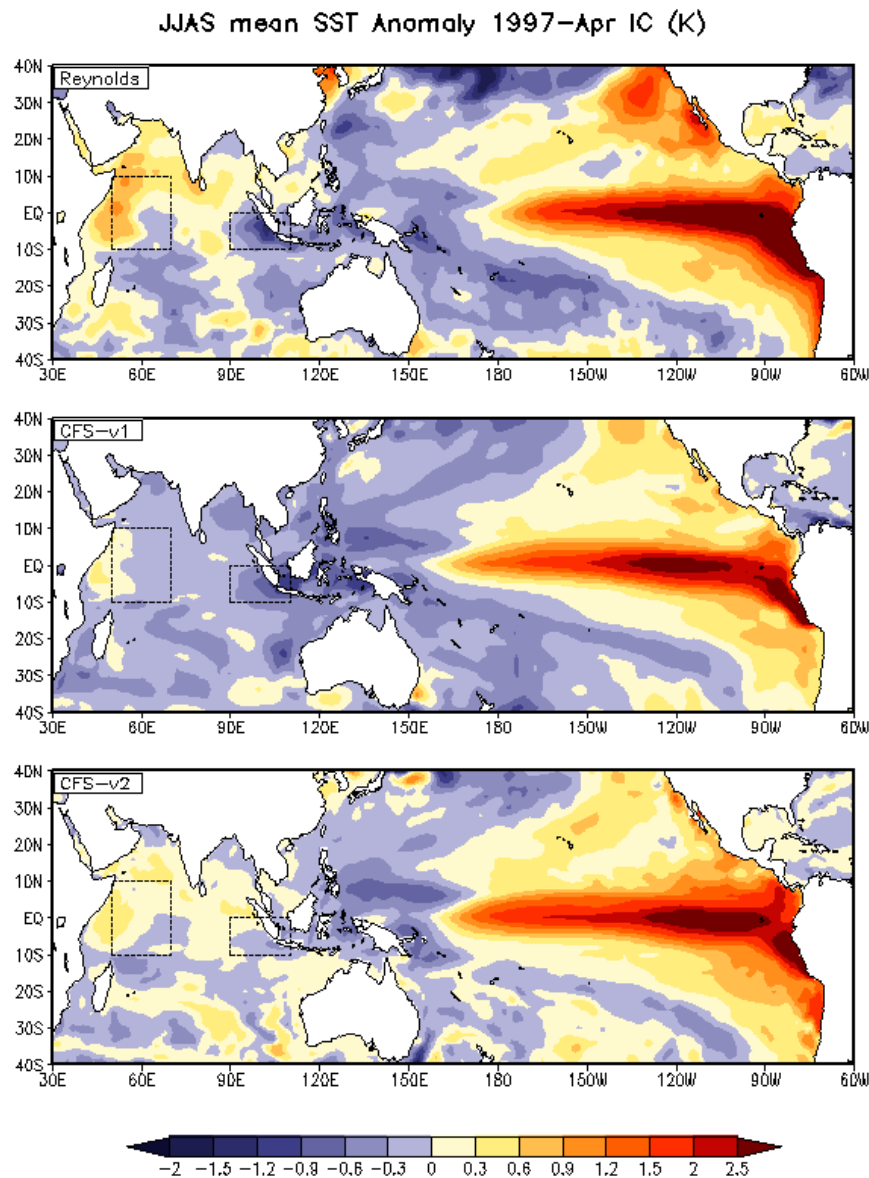 JJAS mean SST Anomaly 1997-Apr IC (K)
40N
Reynolds
30N
20N
10N
EQ
10S
20S
30S
40S
30E 60E 90E 120E 150E 180 150W 120W 90W 60W
40N
CFS-v1
30N
20N
10N
EQ
10S
20S
30S
40S
30E 60E 90E 120E 150E 180 150W 120W 90W 60W
40N
CFS-v2
30N
20N
10N
EQ
10S
20S
30S
40S
30E 60E 90E 120E 150E 180 150W 120W 90W 60W
-2 -1.5 -1.2 -0.9 -0.6 -0.3 0 0.3 0.6 0.9 1.2 1.5 2 2.5